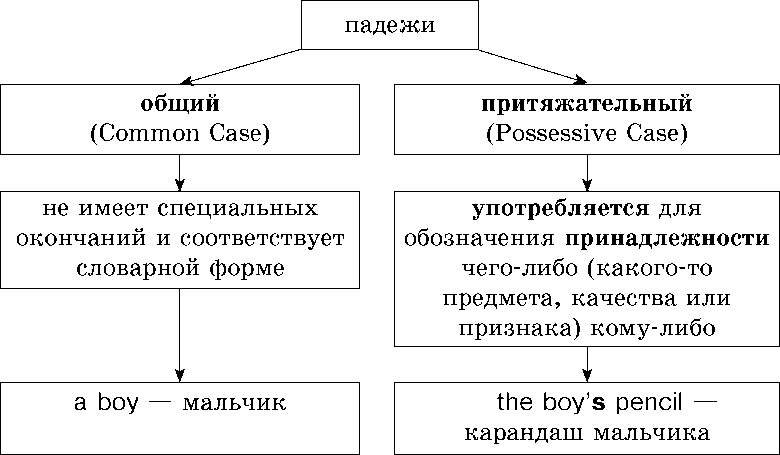 падежи
общий
(Common Case)
притяжательный
(Possessive Case)
не имеет специальных
окончаний и соответствует
словарной форме
употребляется для
обозначения принадлежности
чего-либо (какого-то
предмета, качества или
признака) кому-либо
a boy — мальчик
the boy's pencil —
карандаш мальчика